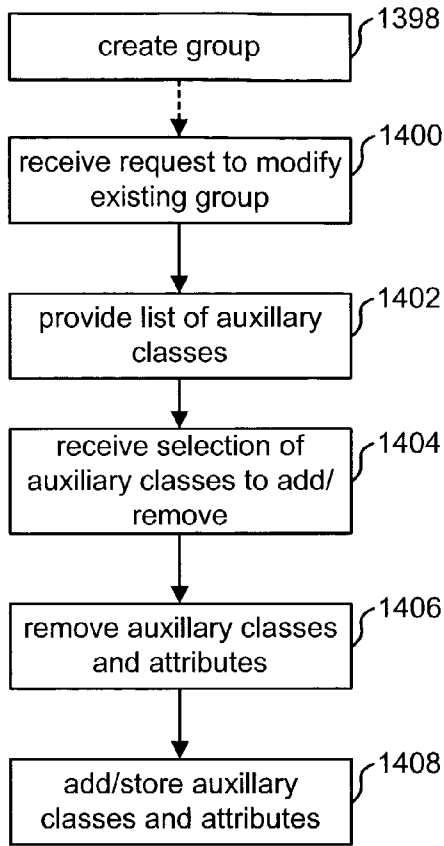 create group
1398
receive request to modify
existing group
1400
provide list of auxillary
classes
1402
receive selection of
auxiliary classes to add/
remove
1404
remove auxillary classes
and attributes
1406
add/store auxillary
classes and attributes
1408